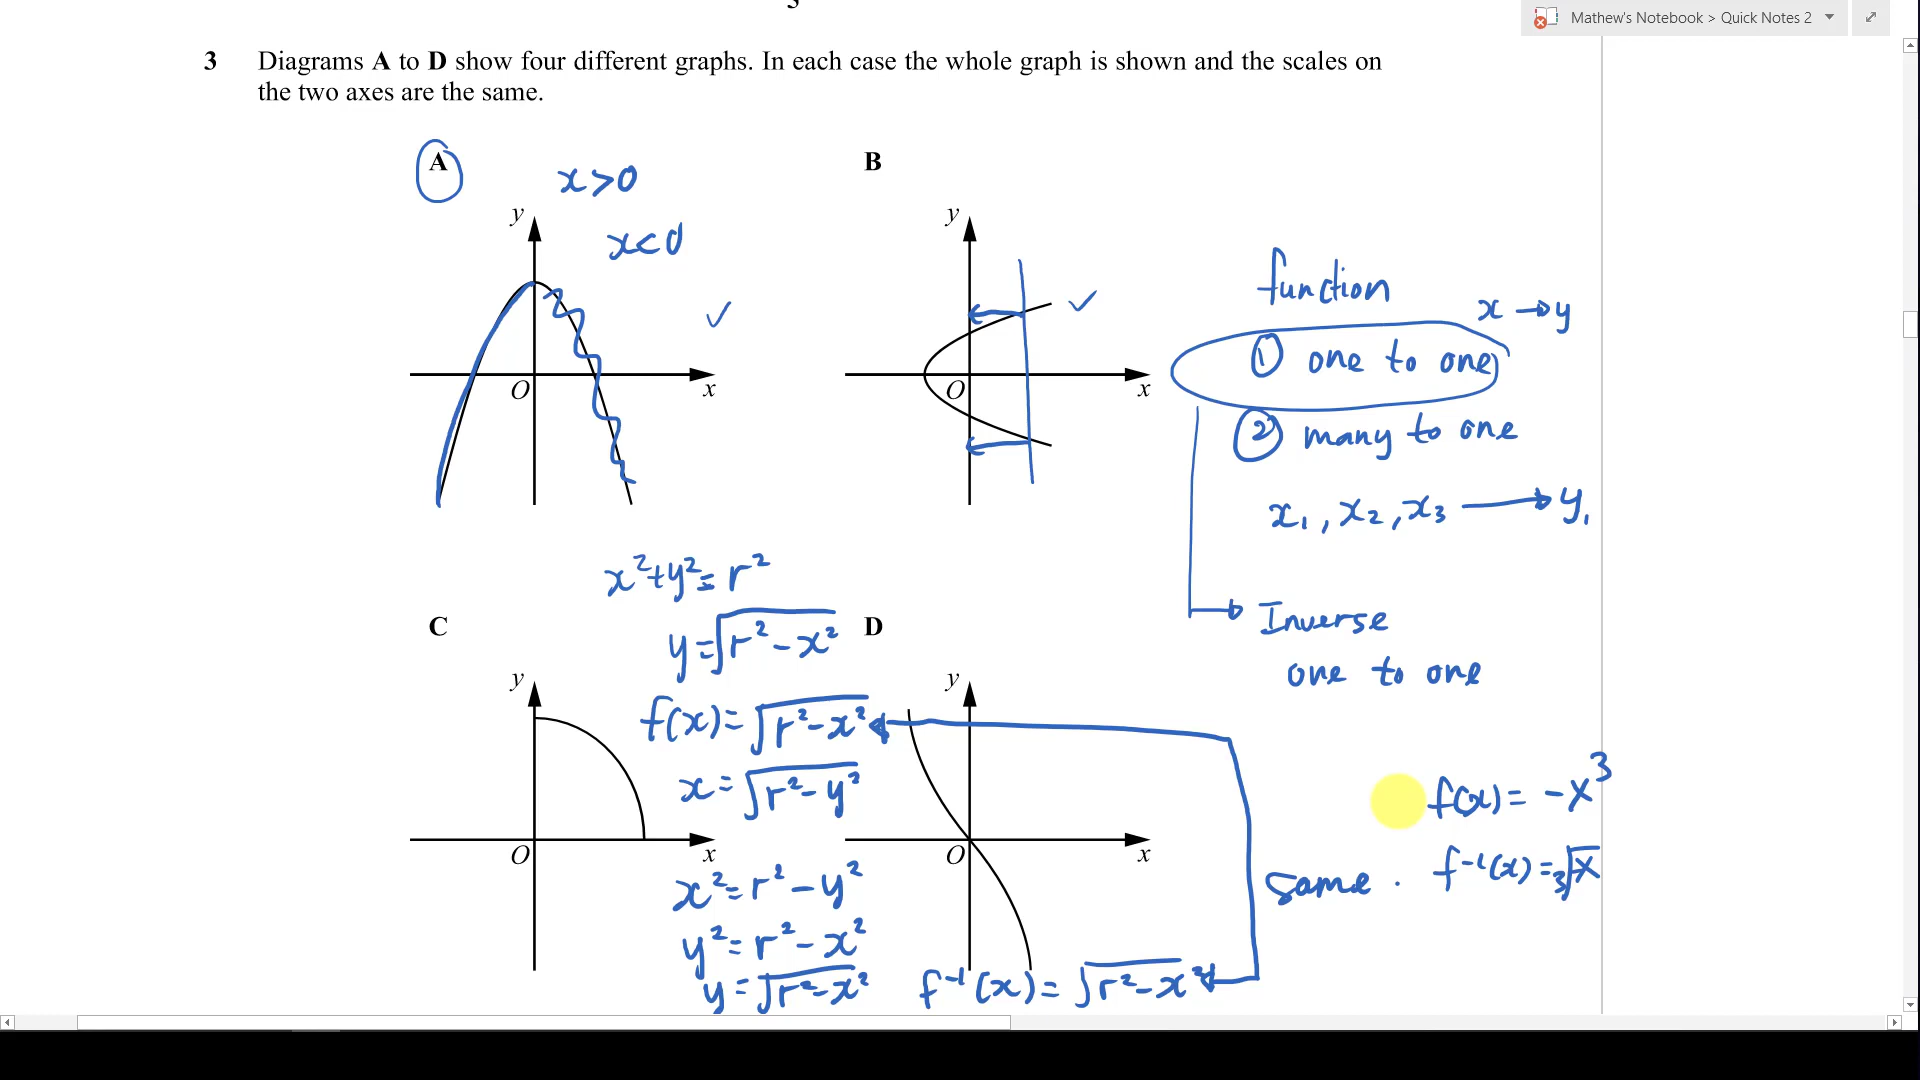 3
Mathew's Notebook > Quick Notes 2
3 Diagrams A to D show four different graphs. In each case the whole graph is shown and the scales on
the two axes are the same.
A
x>0
x<0
y
O
x
✓
B
y
O
x
✓
function
x → y
① one to one
② many to one
x₁, x₂, x₃ → y₁
Inverse
one to one
C
x²+y²=r²
y=√r²-x²
f(x)=√r²-x²
x=√r²-y²
y
O
x
x²=r²-y²
y²=r²-x²
y=√r²-x²
D
y
O
x
f⁻¹(x)=√r²-x²
same.
f(x)=-x³
f⁻¹(x)=³√x